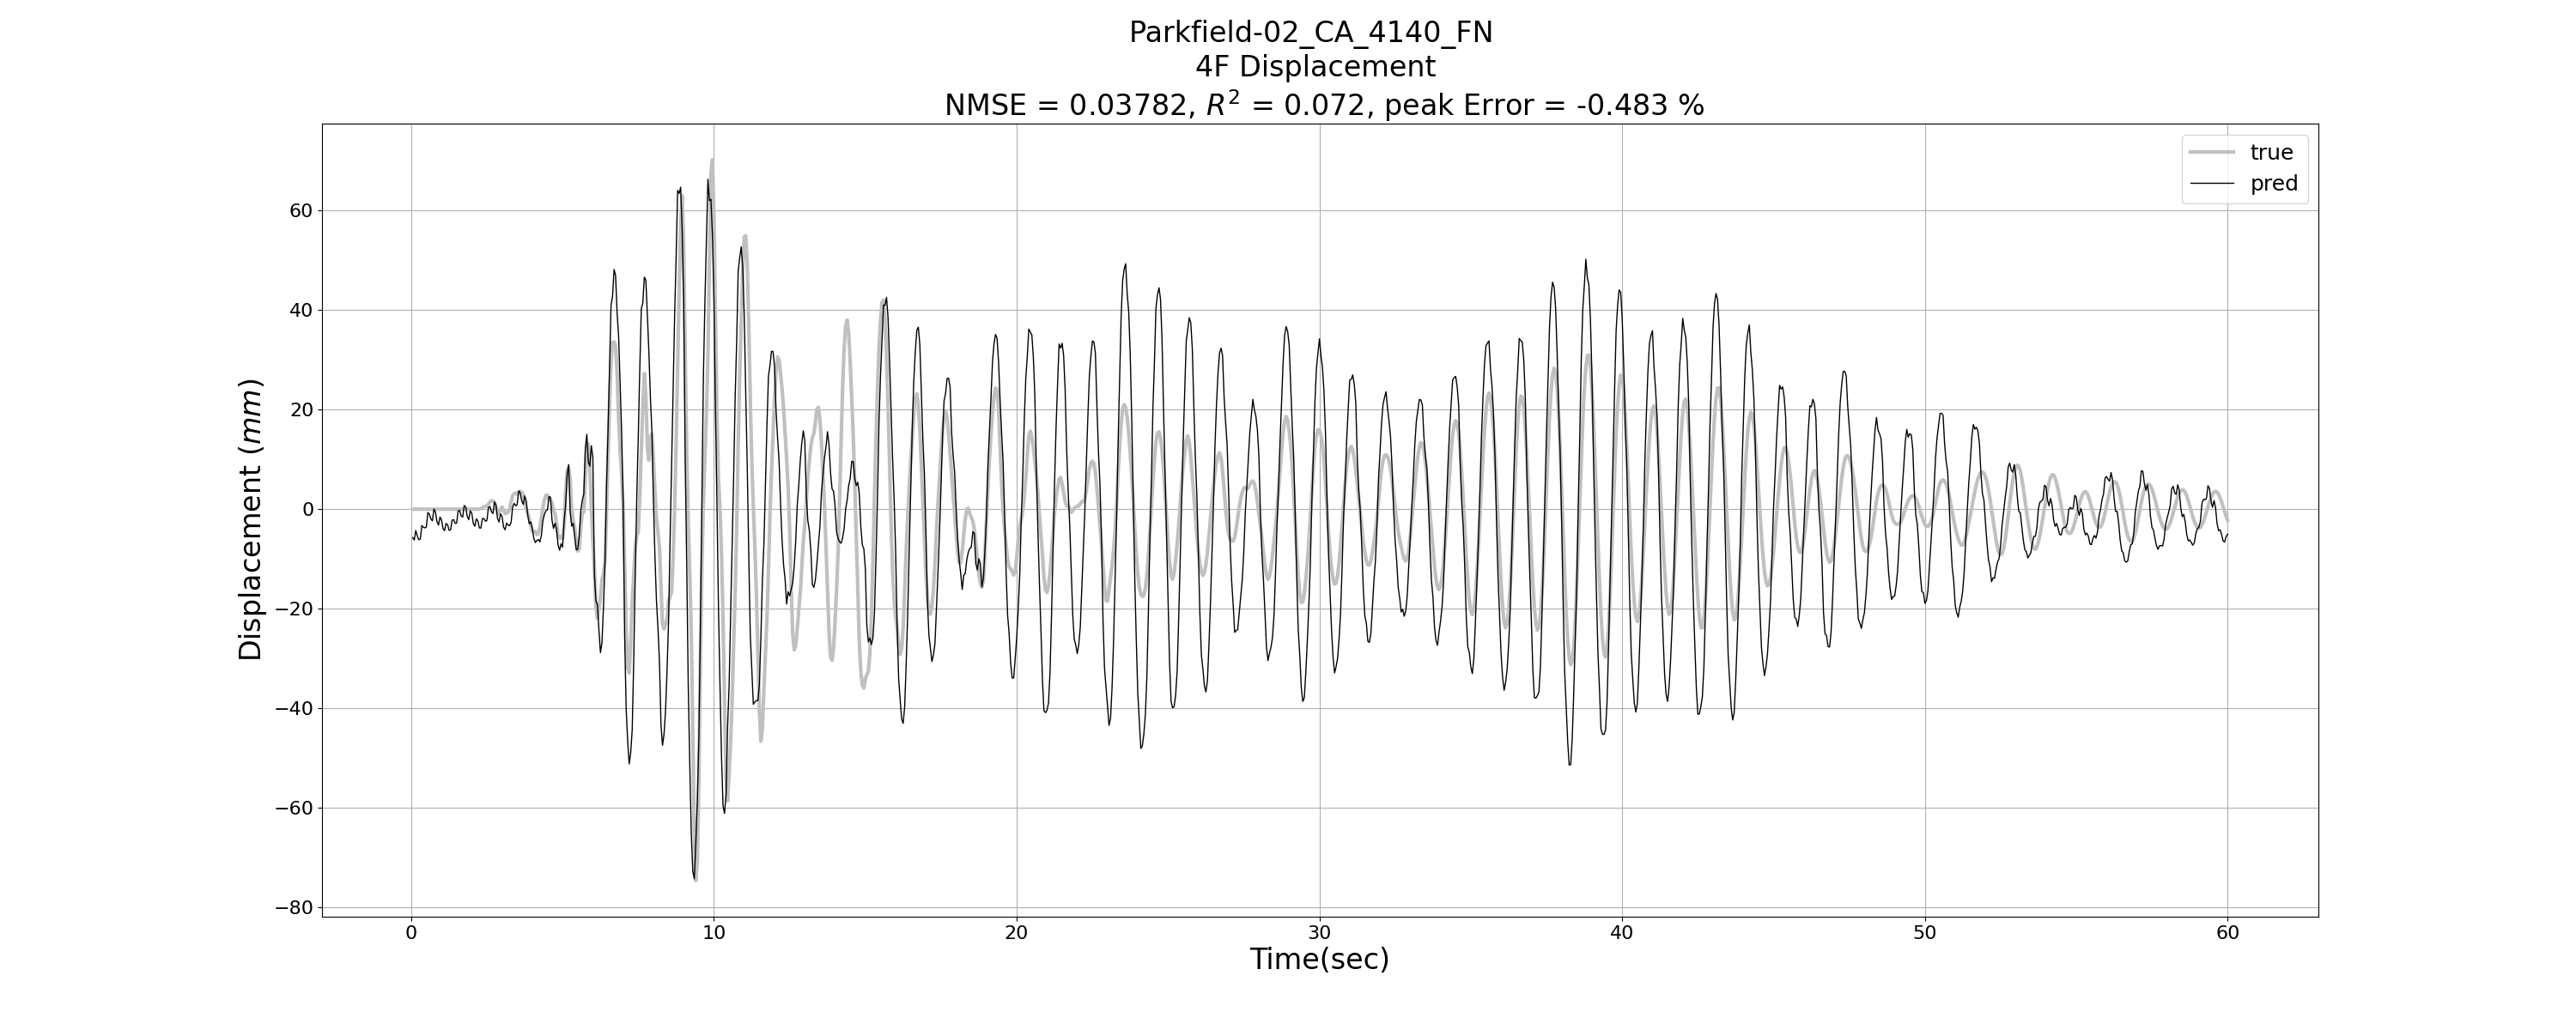 Parkfield-02_CA_4140_FN
4F Displacement
NMSE = 0.03782, R² = 0.072, peak Error = -0.483 %
true
pred
Displacement (mm)
60
40
20
0
−20
−40
−60
−80
0 10 20 30 40 50 60
Time(sec)